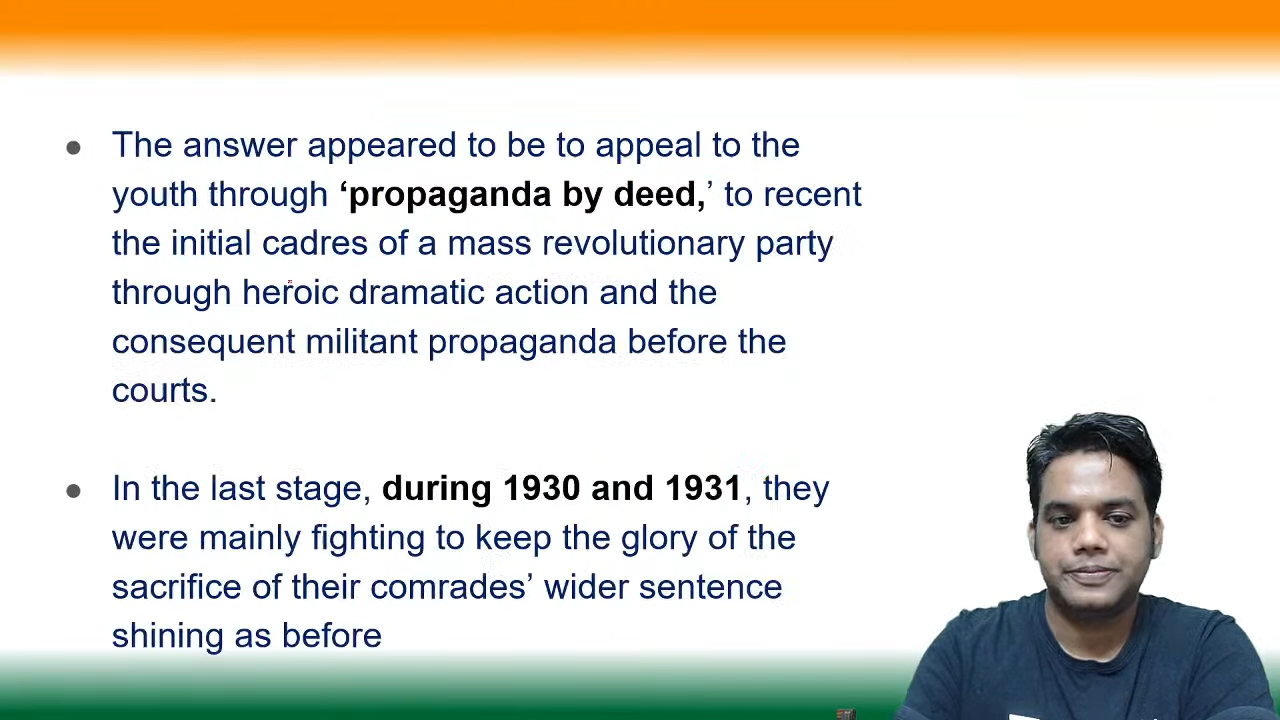 The answer appeared to be to appeal to the
youth through ‘propaganda by deed,’ to recent
the initial cadres of a mass revolutionary party
through heroic dramatic action and the
consequent militant propaganda before the
courts.
In the last stage, during 1930 and 1931, they
were mainly fighting to keep the glory of the
sacrifice of their comrades’ wider sentence
shining as before